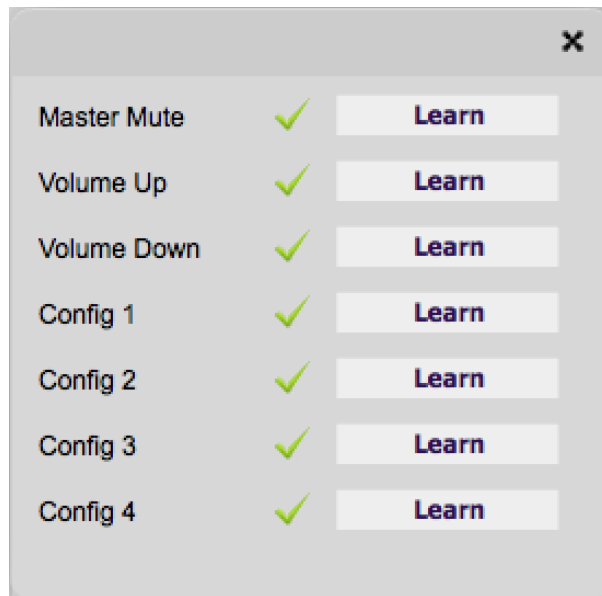 Master Mute Learn
Volume Up Learn
Volume Down Learn
Config 1 Learn
Config 2 Learn
Config 3 Learn
Config 4 Learn